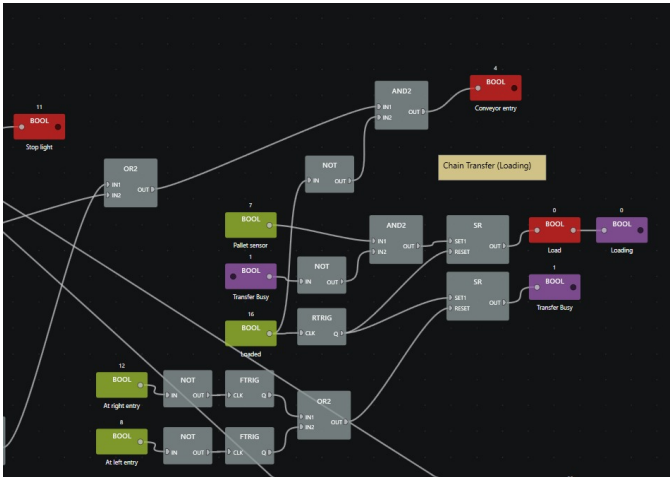 4
BOOL
Conveyor entry
AND2
IN1
IN2
OUT
11
BOOL
Stop light
OR2
IN1
IN2
OUT
NOT
IN
OUT
Chain Transfer (Loading)
7
BOOL
Pallet sensor
AND2
IN1
IN2
OUT
SR
SET1
RESET
OUT
0
BOOL
Load
0
BOOL
Loading
1
BOOL
Transfer Busy
NOT
IN
OUT
SR
SET1
RESET
OUT
1
BOOL
Transfer Busy
16
BOOL
Loaded
RTRIG
CLK
Q
12
BOOL
At right entry
NOT
IN
OUT
FTRIG
CLK
Q
OR2
IN1
IN2
OUT
8
BOOL
At left entry
NOT
IN
OUT
FTRIG
CLK
Q